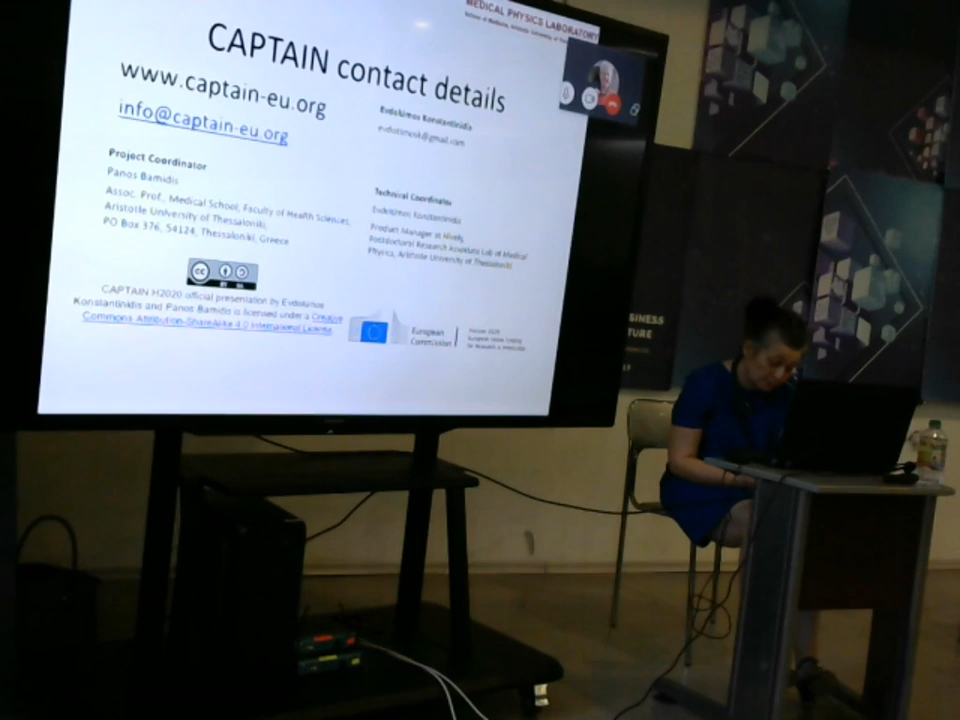 MEDICAL PHYSICS LABORATORY
CAPTAIN contact details
www.captain-eu.org
info@captain-eu.org
Evdokimos Konstantinidis
evdokimosk@gmail.com
Project Coordinator
Panos Bamidis
Assoc. Prof., Medical School, Faculty of Health Sciences,
Aristotle University of Thessaloniki,
PO Box 376, 54124, Thessaloniki, Greece
Technical Coordinator
Evdokimos Konstantinidis
Product Manager at Nively,
Postdoctoral Research Associate Lab of Medical
Physics, Aristotle University of Thessaloniki
cc
CAPTAIN H2020 official presentation by Evdokimos
Konstantinidis and Panos Bamidis is licensed under a Creative
Commons Attribution-ShareAlike 4.0 International License
European
Commission